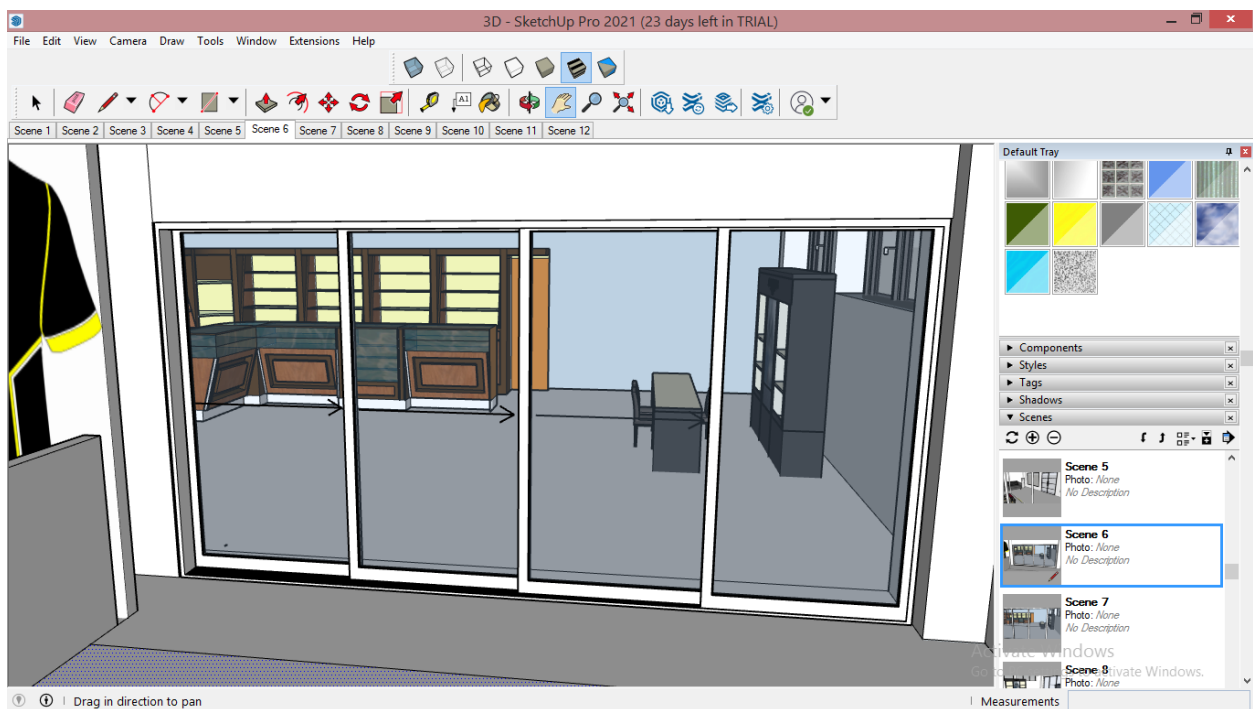 3D - SketchUp Pro 2021 (23 days left in TRIAL)
File Edit View Camera Draw Tools Window Extensions Help
A1
Scene 1 Scene 2 Scene 3 Scene 4 Scene 5 Scene 6 Scene 7 Scene 8 Scene 9 Scene 10 Scene 11 Scene 12
Default Tray
Components
Styles
Tags
Shadows
Scenes
Scene 5
Photo: None
No Description
Scene 6
Photo: None
No Description
Scene 7
Photo: None
No Description
Activate Windows
Scene 8
Photo: None
Drag in direction to pan
Measurements